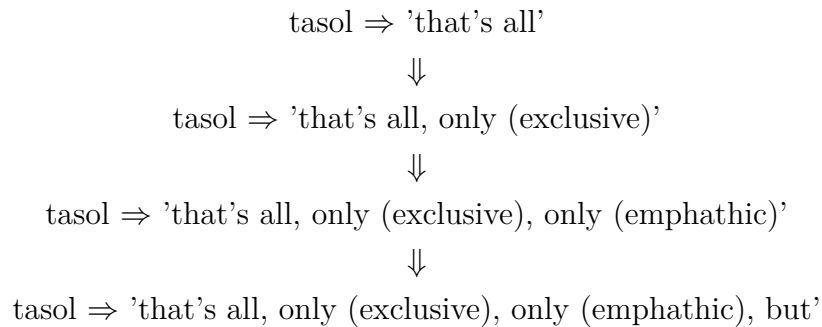 tasol ⇒ 'that's all'
⇓
tasol ⇒ 'that's all, only (exclusive)'
⇓
tasol ⇒ 'that's all, only (exclusive), only (emphathic)'
⇓
tasol ⇒ 'that's all, only (exclusive), only (emphathic), but'